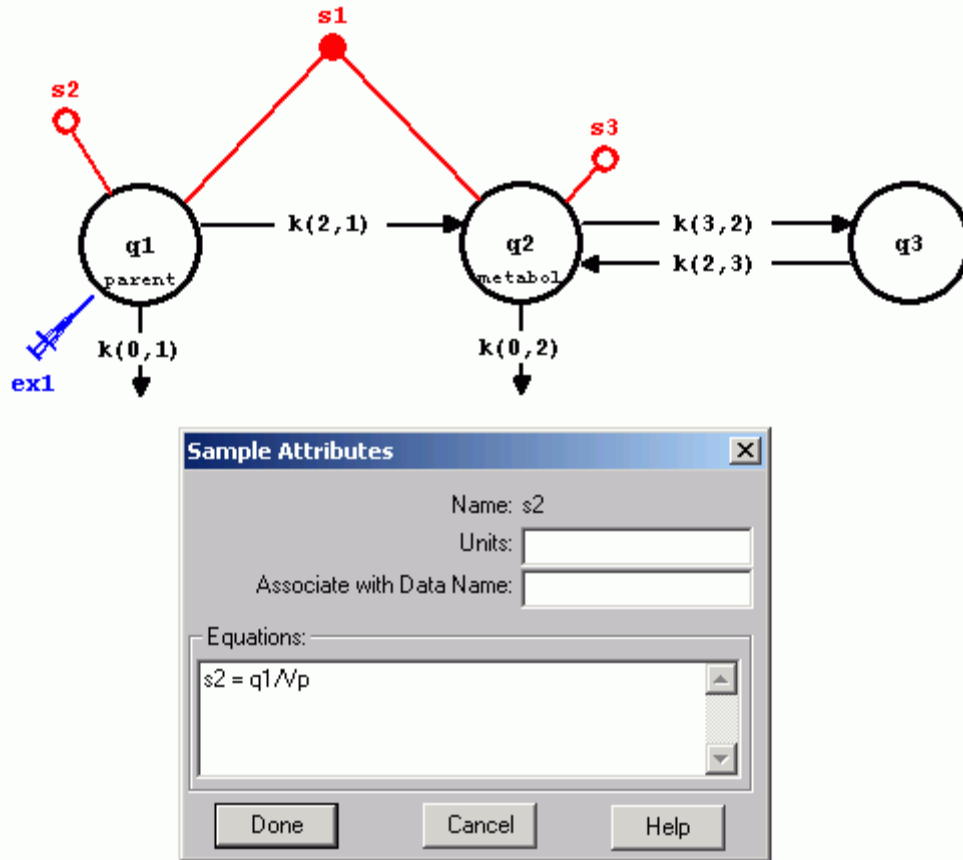 s1
s2
s3
k(2,1)
k(3,2)
q1
q2
q3
k(2,3)
parent
metabol
k(0,1)
k(0,2)
ex1
Sample Attributes
Name: s2
Units:
Associate with Data Name:
Equations:
s2 = q1/Vp
Done Cancel Help